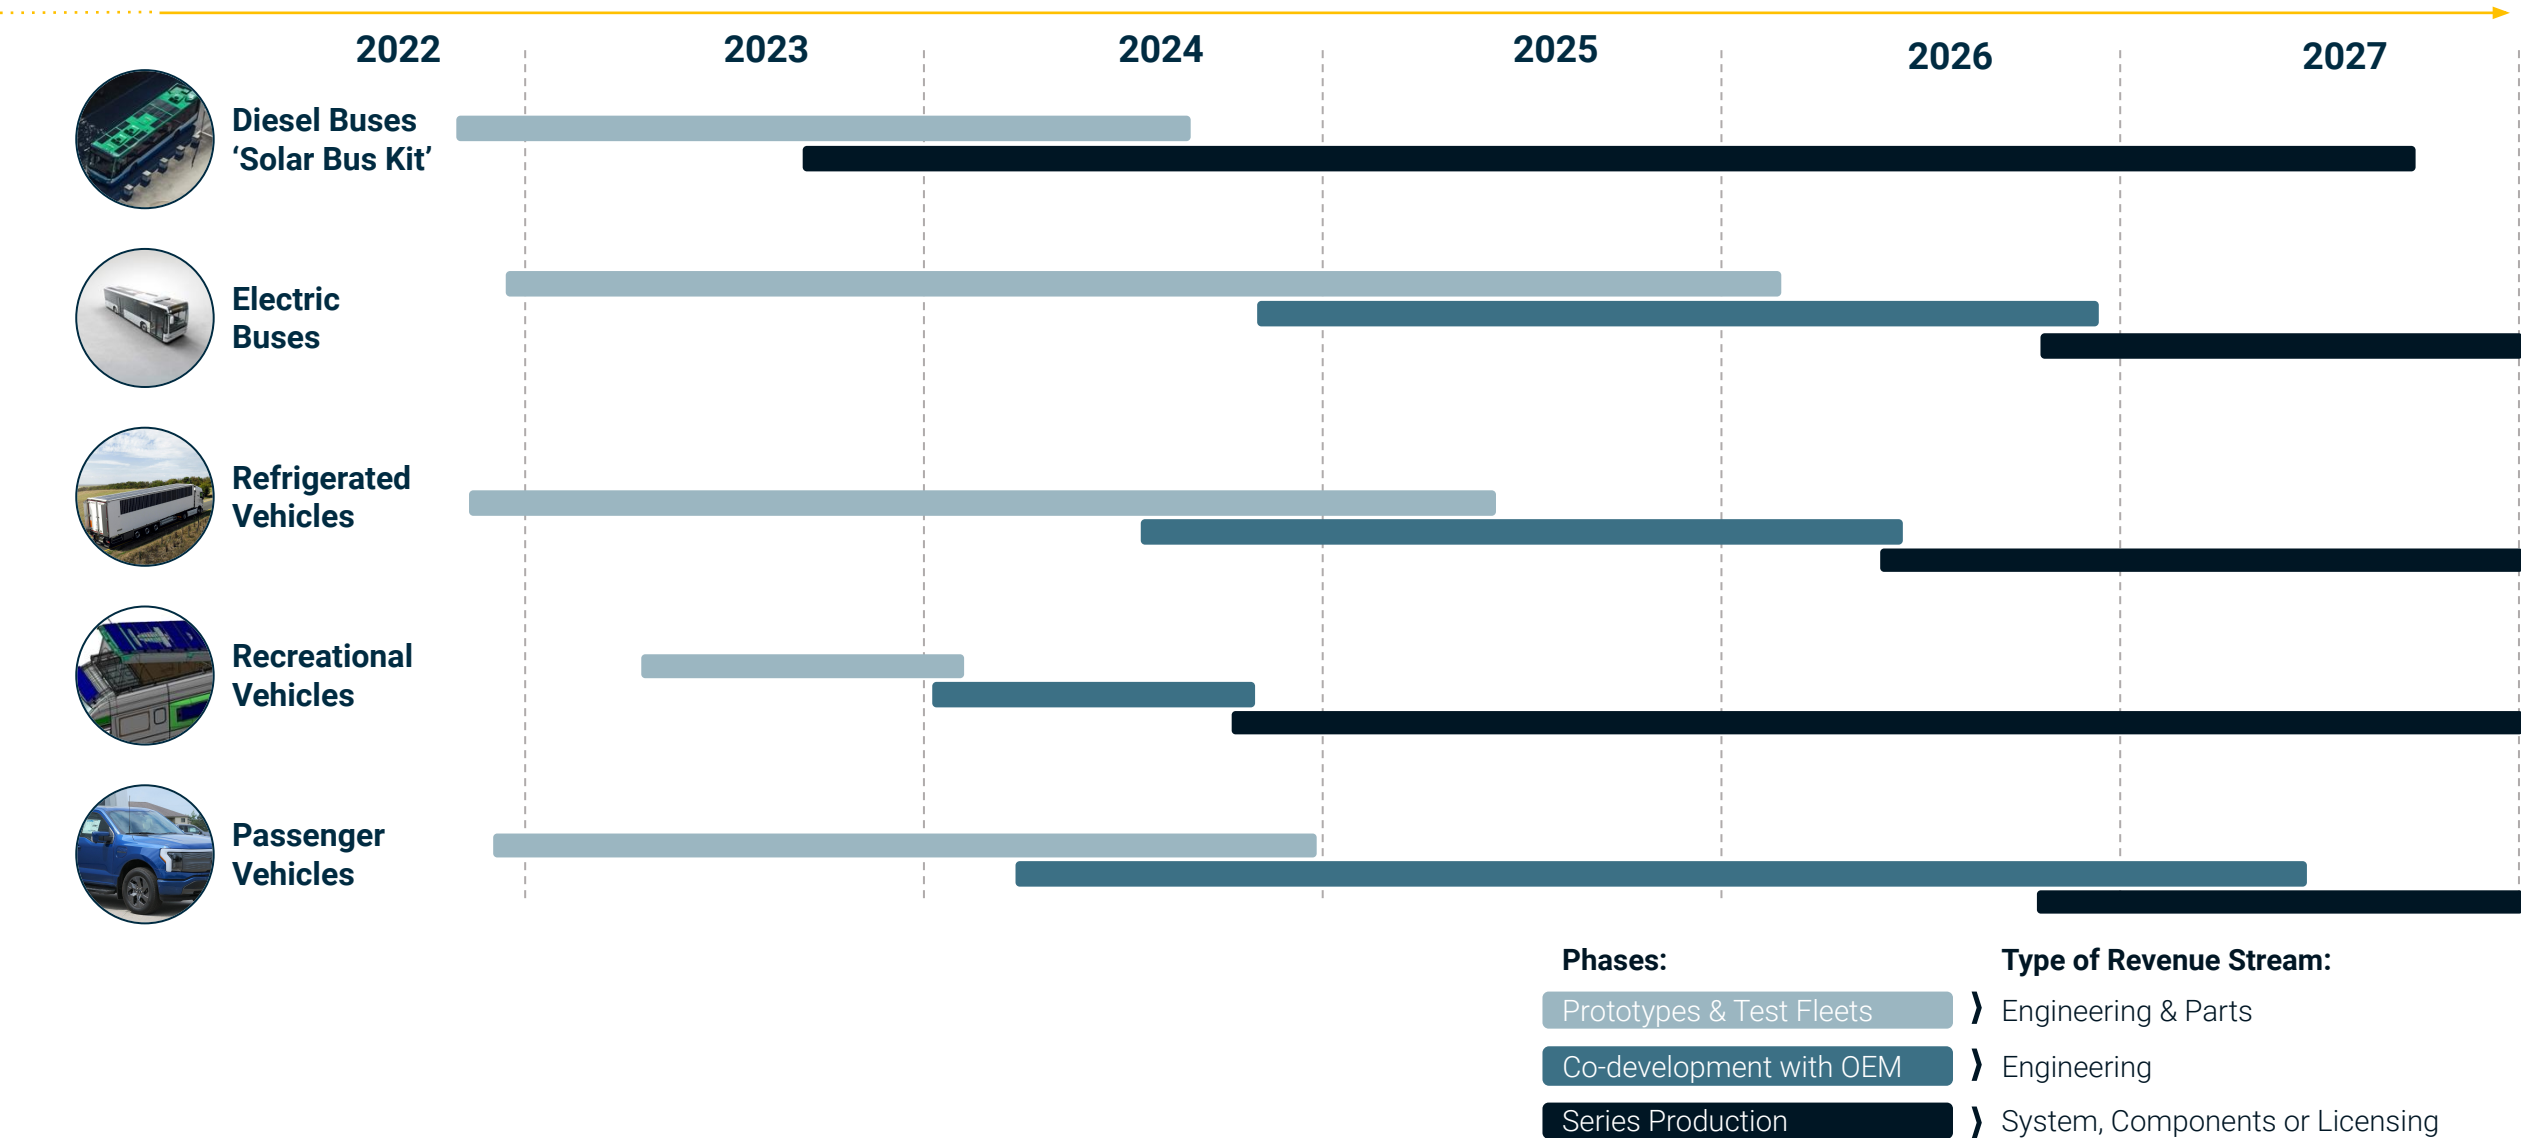 2022 2023 2024 2025 2026 2027
Diesel Buses
‘Solar Bus Kit’
Electric
Buses
Refrigerated
Vehicles
Recreational
Vehicles
Passenger
Vehicles
Phases: Type of Revenue Stream:
Prototypes & Test Fleets ⟩ Engineering & Parts
Co-development with OEM ⟩ Engineering
Series Production ⟩ System, Components or Licensing